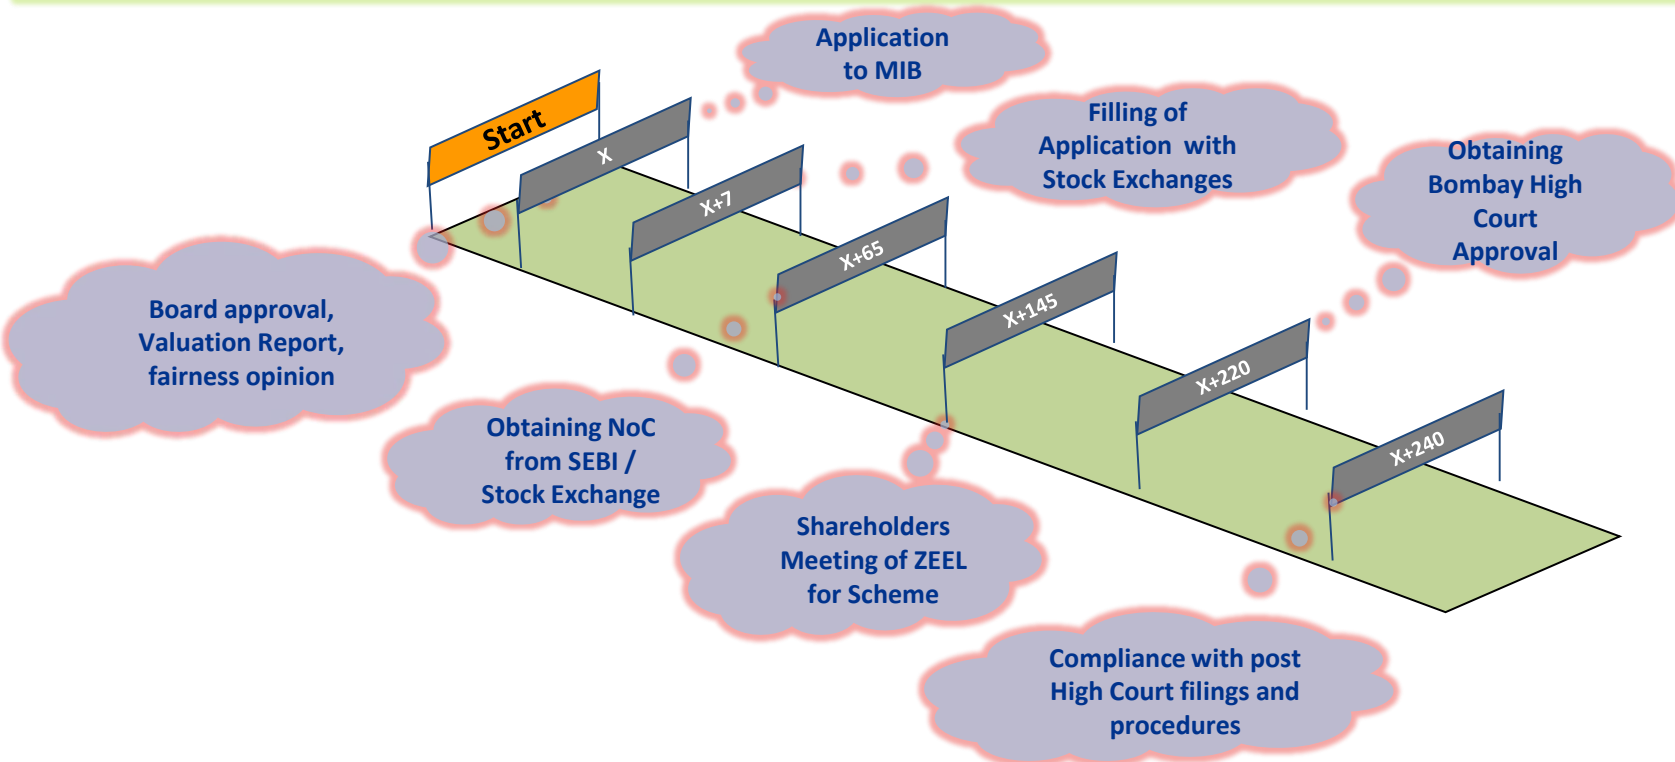 Application
to MIB
Start
X
Filling of
Application with
Stock Exchanges
X+7
Obtaining
Bombay High
Court
Approval
X+65
Board approval,
Valuation Report,
fairness opinion
X+145
X+220
Obtaining NoC
from SEBI /
Stock Exchange
X+240
Shareholders
Meeting of ZEEL
for Scheme
Compliance with post
High Court filings and
procedures